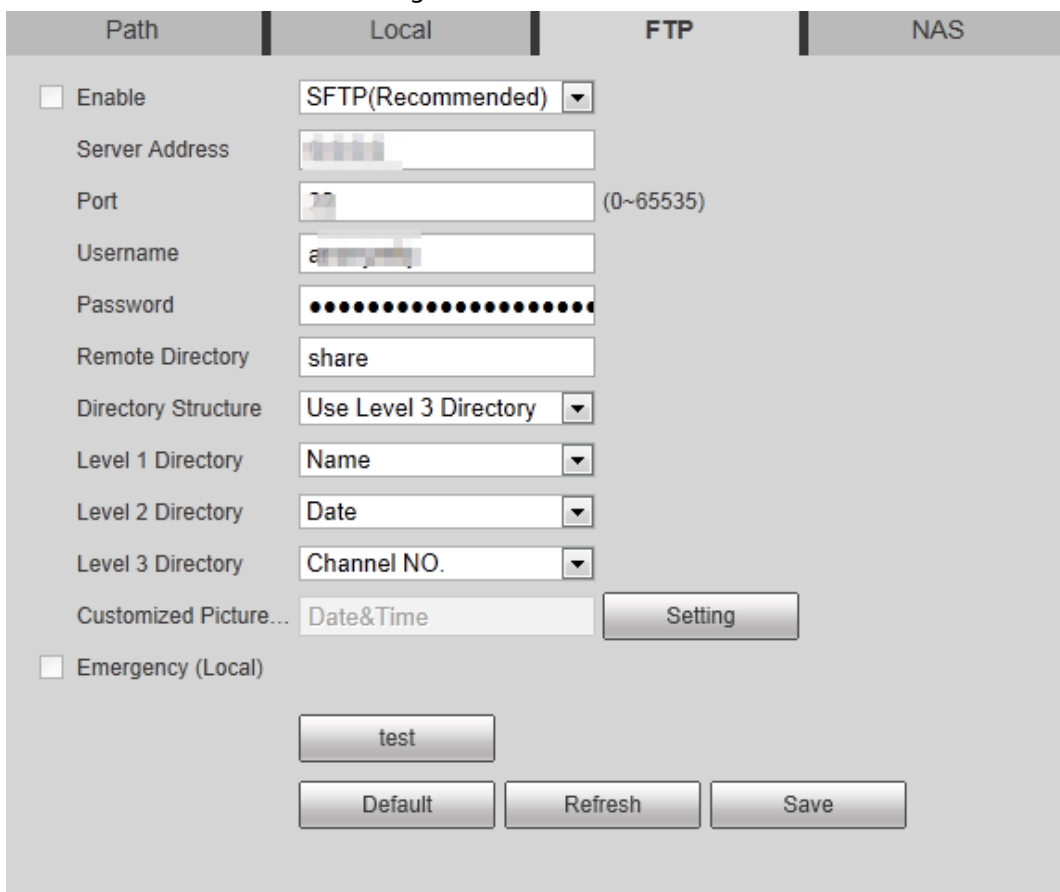 Path Local FTP NAS
Enable SFTP(Recommended)
Server Address
Port (0~65535)
Username
Password ●●●●●●●●●●●●●●●●●●●●
Remote Directory share
Directory Structure Use Level 3 Directory
Level 1 Directory Name
Level 2 Directory Date
Level 3 Directory Channel NO.
Customized Picture... Date&Time Setting
Emergency (Local)
test
Default Refresh Save